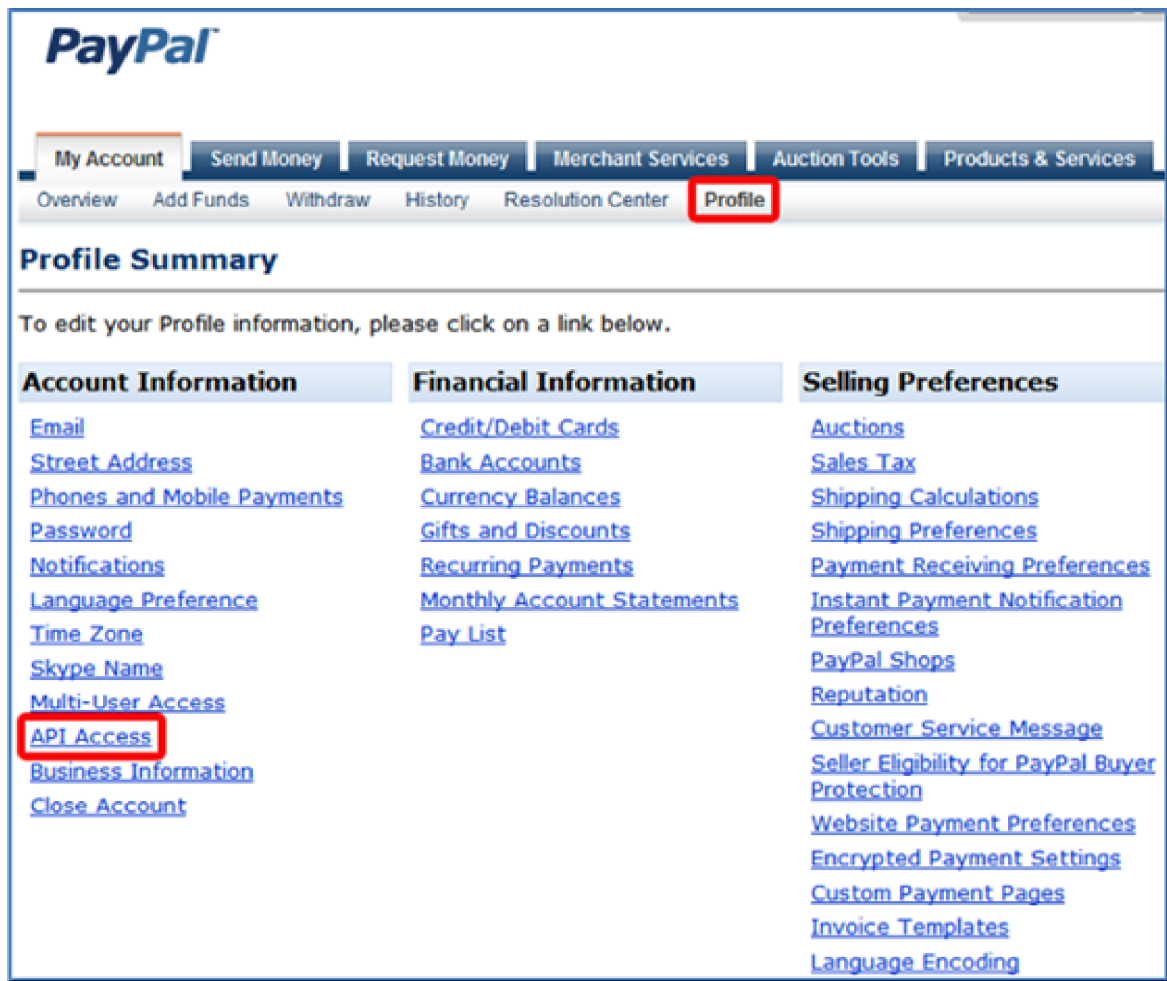 PayPal™
My Account Send Money Request Money Merchant Services Auction Tools Products & Services
Overview Add Funds Withdraw History Resolution Center Profile
Profile Summary
To edit your Profile information, please click on a link below.
Account Information
Email
Street Address
Phones and Mobile Payments
Password
Notifications
Language Preference
Time Zone
Skype Name
Multi-User Access
API Access
Business Information
Close Account
Financial Information
Credit/Debit Cards
Bank Accounts
Currency Balances
Gifts and Discounts
Recurring Payments
Monthly Account Statements
Pay List
Selling Preferences
Auctions
Sales Tax
Shipping Calculations
Shipping Preferences
Payment Receiving Preferences
Instant Payment Notification
Preferences
PayPal Shops
Reputation
Customer Service Message
Seller Eligibility for PayPal Buyer
Protection
Website Payment Preferences
Encrypted Payment Settings
Custom Payment Pages
Invoice Templates
Language Encoding